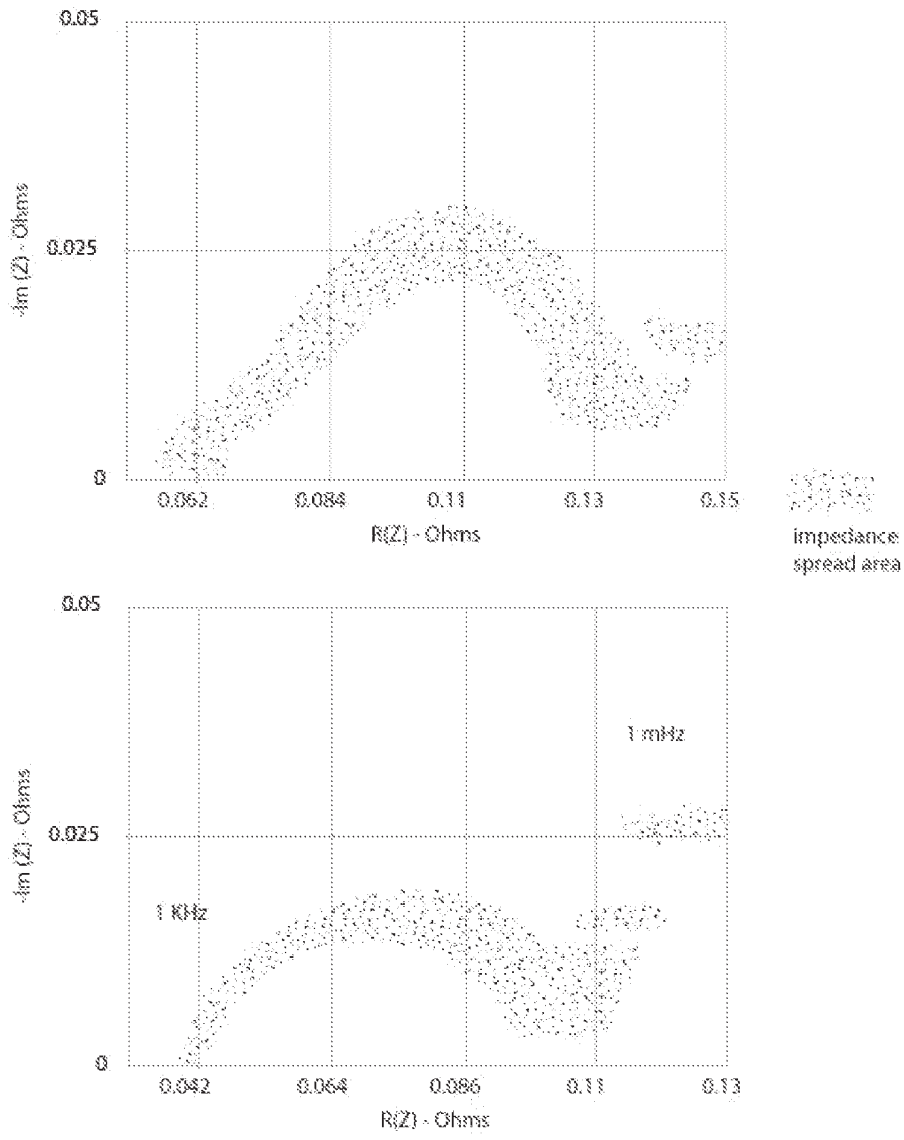 0.05
-Im (Z) - Ohms
0.025
0
0.062 0.084 0.11 0.13 0.15
R(Z) - Ohms
impedance
spread area
0.05
1 mHz
-Im (Z) - Ohms
0.025
1 KHz
0
0.042 0.064 0.086 0.11 0.13
R(Z) - Ohms